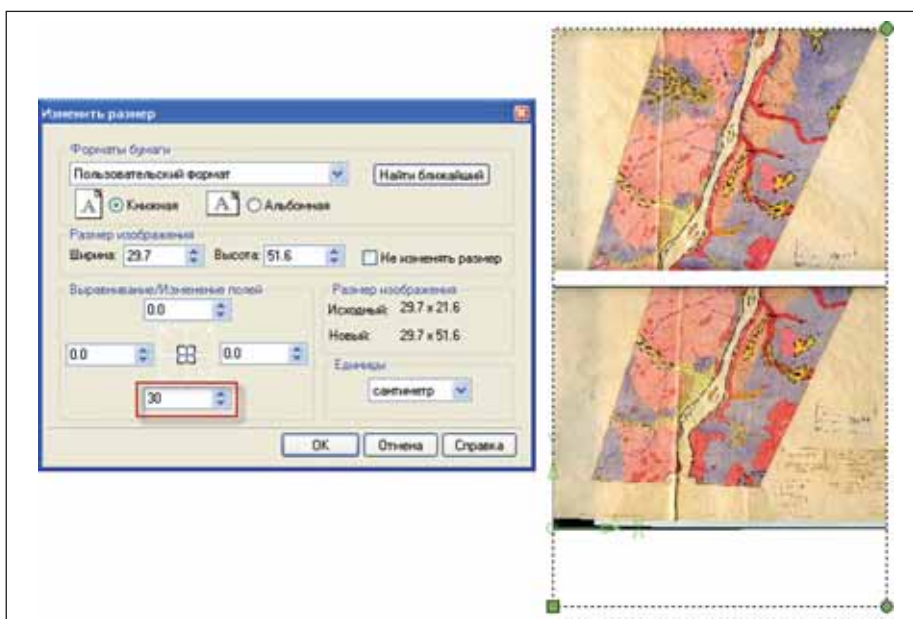 Изменить размер
Форматы бумаги
Пользовательский формат
Найти ближайший
A Книжная A Альбомная
Размер изображения
Ширина: 29.7 Высота: 51.6 Не изменять размер
Выравнивание/Изменение полей
0.0
0.0 0.0
30
Размер изображения
Исходный: 29.7 x 21.6
Новый: 29.7 x 51.6
Единицы
сантиметр
OK Отмена Справка
X